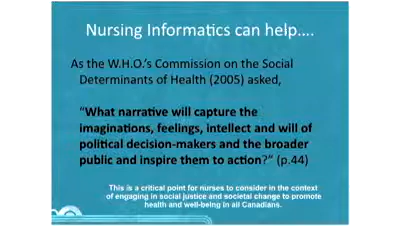 Nursing Informatics can help....
As the W.H.O.'s Commission on the Social
Determinants of Health (2005) asked,
“What narrative will capture the
imaginations, feelings, intellect and will of
political decision-makers and the broader
public and inspire them to action?“ (p.44)
This is a critical point for nurses to consider in the context
of engaging in social justice and societal change to promote
health and well-being in all Canadians.